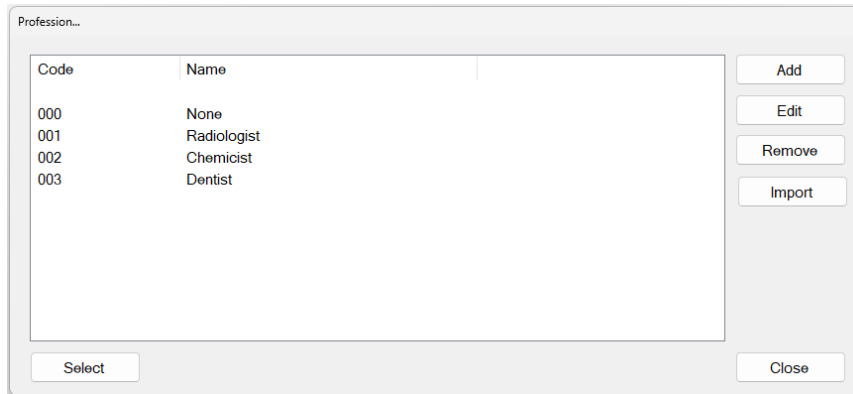 Profession...
Code Name
000 None
001 Radiologist
002 Chemicist
003 Dentist
Add
Edit
Remove
Import
Select
Close